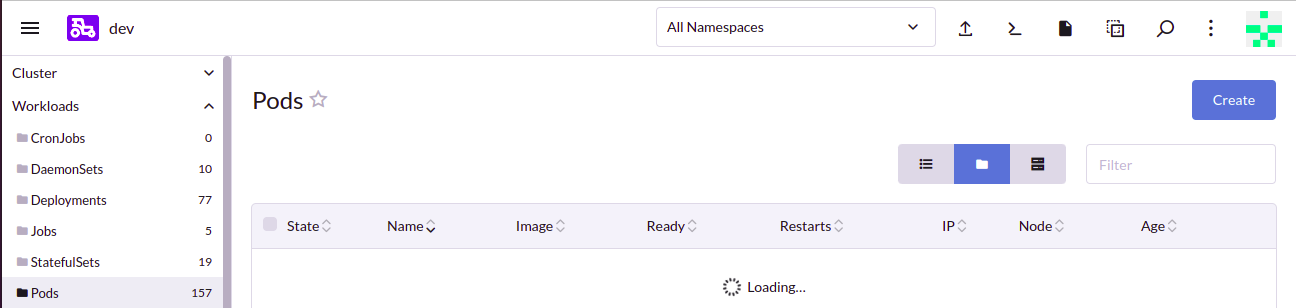 dev
All Namespaces
Cluster
Workloads
CronJobs 0
DaemonSets 10
Deployments 77
Jobs 5
StatefulSets 19
Pods 157
Pods
Create
Filter
State Name Image Ready Restarts IP Node Age
Loading...